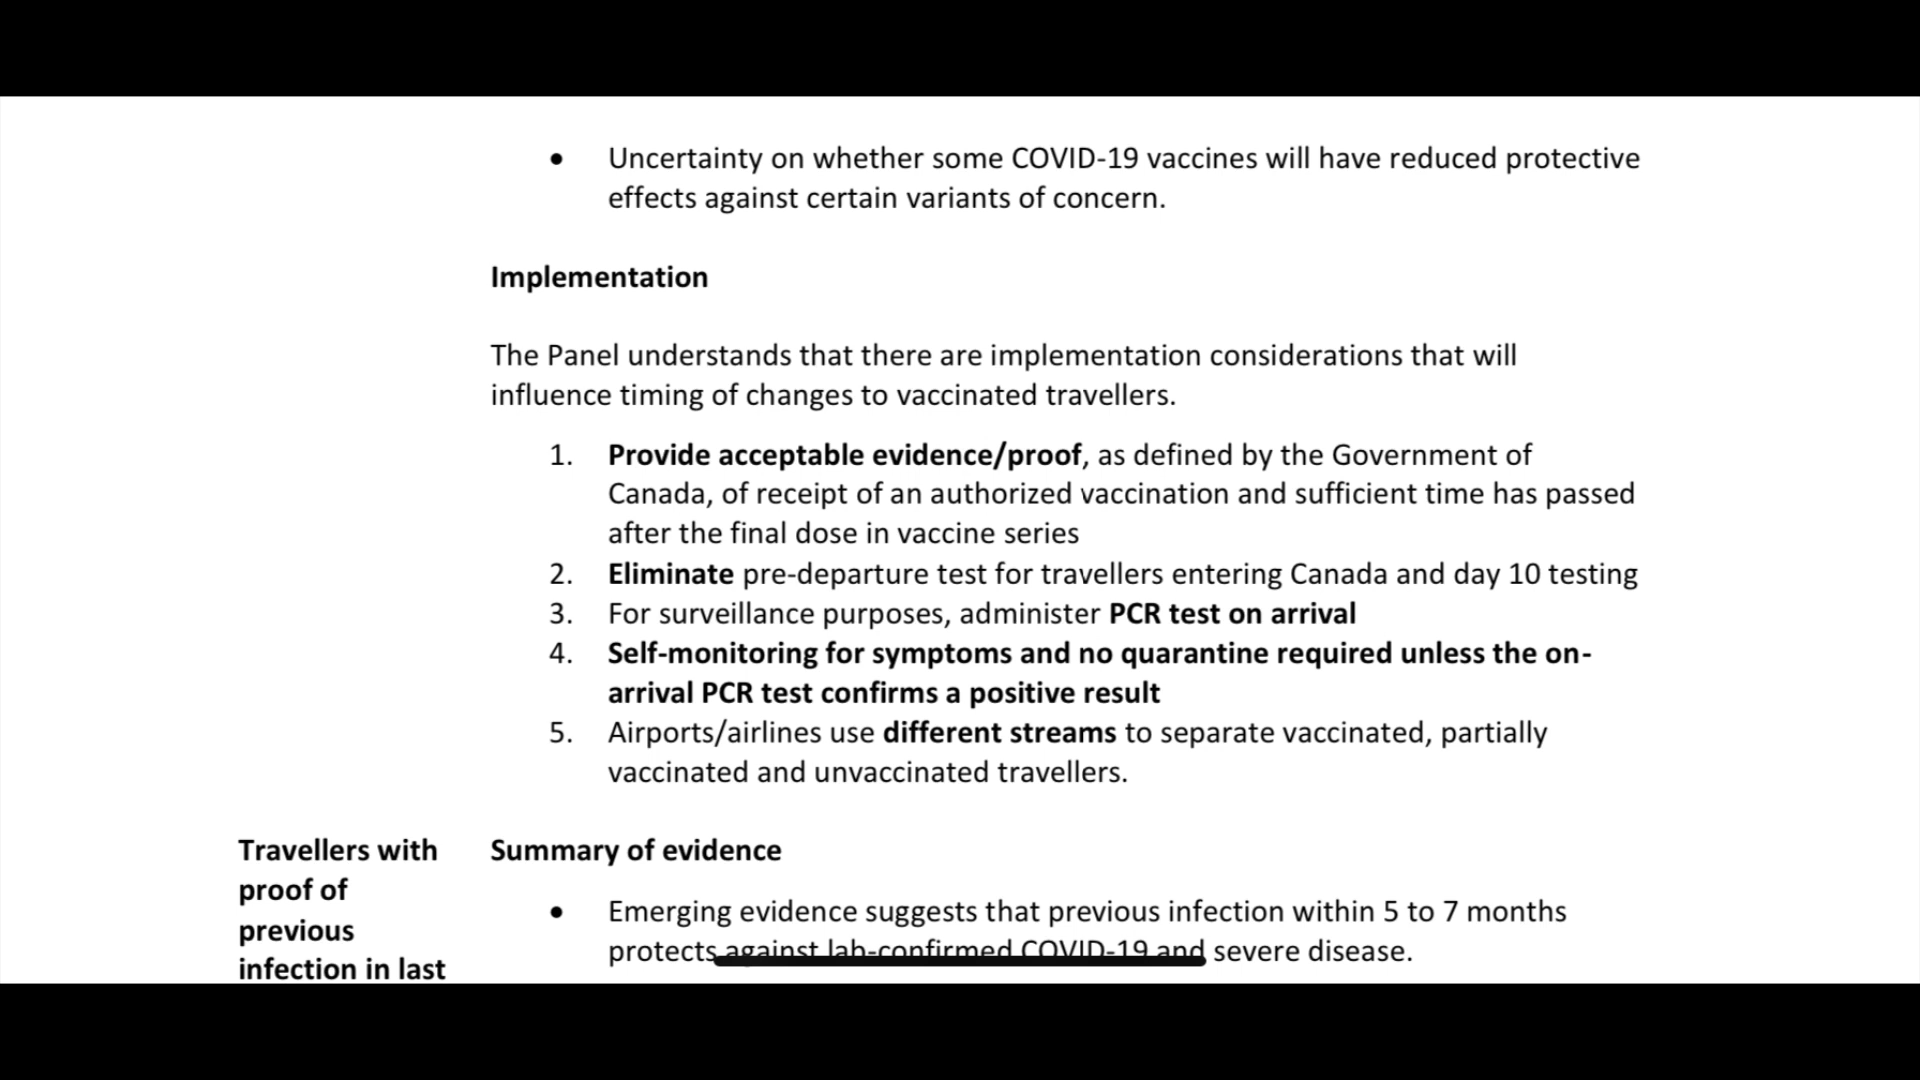 • Uncertainty on whether some COVID-19 vaccines will have reduced protective
effects against certain variants of concern.
Implementation
The Panel understands that there are implementation considerations that will
influence timing of changes to vaccinated travellers.
1. Provide acceptable evidence/proof, as defined by the Government of
Canada, of receipt of an authorized vaccination and sufficient time has passed
after the final dose in vaccine series
2. Eliminate pre-departure test for travellers entering Canada and day 10 testing
3. For surveillance purposes, administer PCR test on arrival
4. Self-monitoring for symptoms and no quarantine required unless the on-
arrival PCR test confirms a positive result
5. Airports/airlines use different streams to separate vaccinated, partially
vaccinated and unvaccinated travellers.
Travellers with
proof of
previous
infection in last
Summary of evidence
• Emerging evidence suggests that previous infection within 5 to 7 months
protects against lab-confirmed COVID-19 and severe disease.